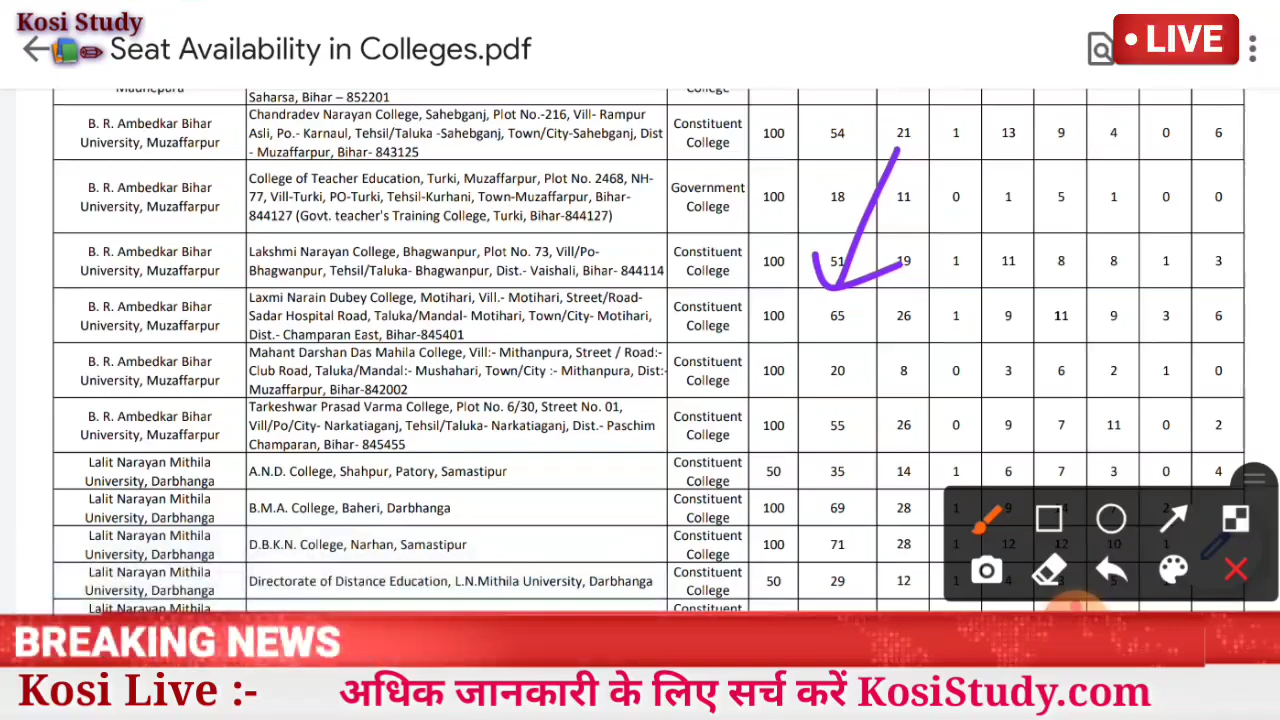 Kosi Study
Seat Availability in Colleges.pdf
• LIVE
Saharsa, Bihar – 852201
B. R. Ambedkar Bihar University, Muzaffarpur
Chandradev Narayan College, Sahebganj, Plot No.-216, Vill- Rampur
Asli, Po.- Karnaul, Tehsil/Taluka -Sahebganj, Town/City-Sahebganj, Dist
- Muzaffarpur, Bihar- 843125
Constituent College
100 54 21 1 13 9 4 0 6
B. R. Ambedkar Bihar University, Muzaffarpur
College of Teacher Education, Turki, Muzaffarpur, Plot No. 2468, NH-
77, Vill-Turki, PO-Turki, Tehsil-Kurhani, Town-Muzaffarpur, Bihar-
844127 (Govt. teacher's Training College, Turki, Bihar-844127)
Government College
100 18 11 0 1 5 1 0 0
B. R. Ambedkar Bihar University, Muzaffarpur
Lakshmi Narayan College, Bhagwanpur, Plot No. 73, Vill/Po-
Bhagwanpur, Tehsil/Taluka- Bhagwanpur, Dist.- Vaishali, Bihar- 844114
Constituent College
100 51 19 1 11 8 8 1 3
B. R. Ambedkar Bihar University, Muzaffarpur
Laxmi Narain Dubey College, Motihari, Vill.- Motihari, Street/Road-
Sadar Hospital Road, Taluka/Mandal- Motihari, Town/City- Motihari,
Dist.- Champaran East, Bihar-845401
Constituent College
100 65 26 1 9 11 9 3 6
B. R. Ambedkar Bihar University, Muzaffarpur
Mahant Darshan Das Mahila College, Vill:- Mithanpura, Street / Road:-
Club Road, Taluka/Mandal:- Mushahari, Town/City :- Mithanpura, Dist:-
Muzaffarpur, Bihar-842002
Constituent College
100 20 8 0 3 6 2 1 0
B. R. Ambedkar Bihar University, Muzaffarpur
Tarkeshwar Prasad Varma College, Plot No. 6/30, Street No. 01,
Vill/Po/City- Narkatiaganj, Tehsil/Taluka- Narkatiaganj, Dist.- Paschim
Champaran, Bihar- 845455
Constituent College
100 55 26 0 9 7 11 0 2
Lalit Narayan Mithila University, Darbhanga
A.N.D. College, Shahpur, Patory, Samastipur
Constituent College
50 35 14 1 6 7 3 0 4
Lalit Narayan Mithila University, Darbhanga
B.M.A. College, Baheri, Darbhanga
Constituent College
100 69 28 1 9
Lalit Narayan Mithila University, Darbhanga
D.B.K.N. College, Narhan, Samastipur
Constituent College
100 71 28 1 12 12 10 1
Lalit Narayan Mithila University, Darbhanga
Directorate of Distance Education, L.N.Mithila University, Darbhanga
Constituent College
50 29 12 1 4
Lalit Narayan Mithila
Constituent
BREAKING NEWS
Kosi Live :- अधिक जानकारी के लिए सर्च करें KosiStudy.com